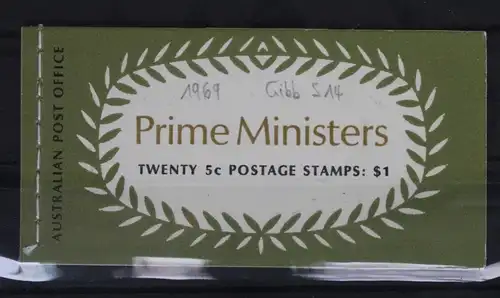 AUSTRALIAN POST OFFICE
1969 Gibb S14
Prime Ministers
TWENTY 5c POSTAGE STAMPS: $1